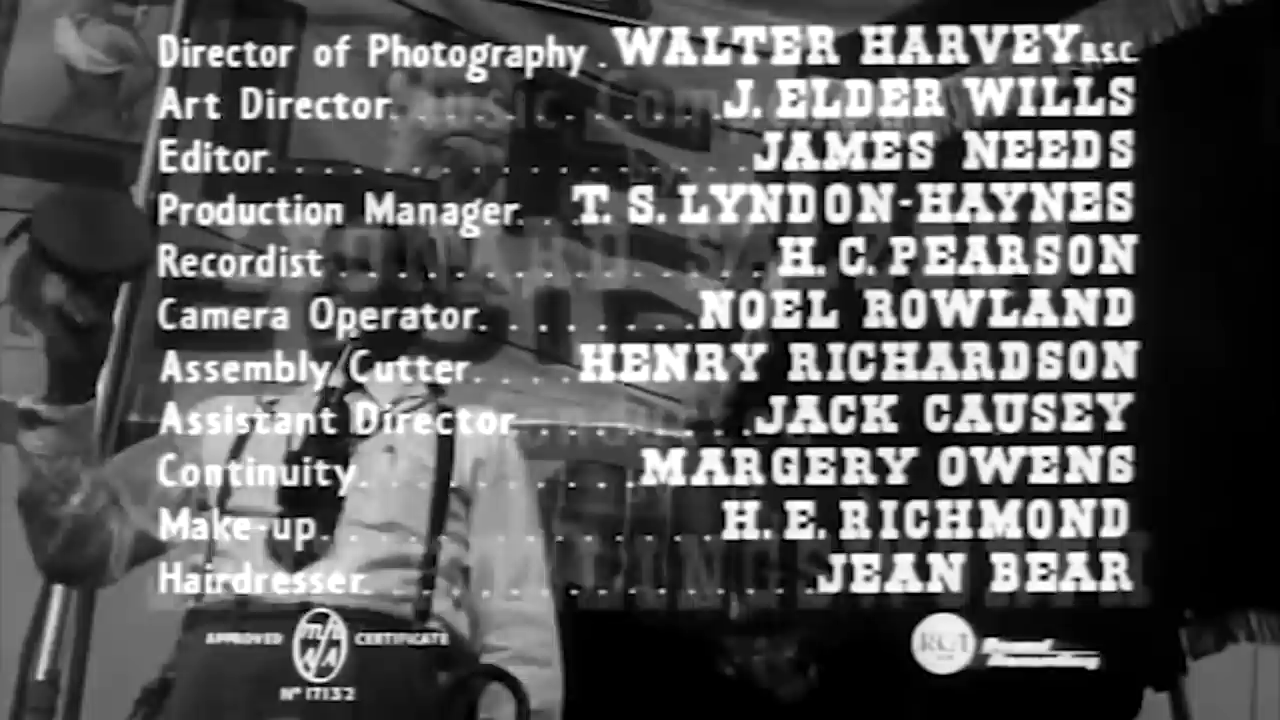 Director of Photography . WALTER HARVEY B.S.C.
Art Director. . . . . . . . . . . . . J. ELDER WILLS
Editor. . . . . . . . . . . . . . . . . . . JAMES NEEDS
Production Manager. . . T. S. LYNDON-HAYNES
Recordist . . . . . . . . . . . . . . . . . H. C. PEARSON
Camera Operator. . . . . . . . . NOEL ROWLAND
Assembly Cutter. . . . . HENRY RICHARDSON
Assistant Director. . . . . . . . . . JACK CAUSEY
Continuity. . . . . . . . . . . . MARGERY OWENS
Make-up. . . . . . . . . . . . . . . . . H. E. RICHMOND
Hairdresser. . . . . . . . . . . . . . . . . . JEAN BEAR
APPROVED CERTIFICATE
Nº 17132
RCA